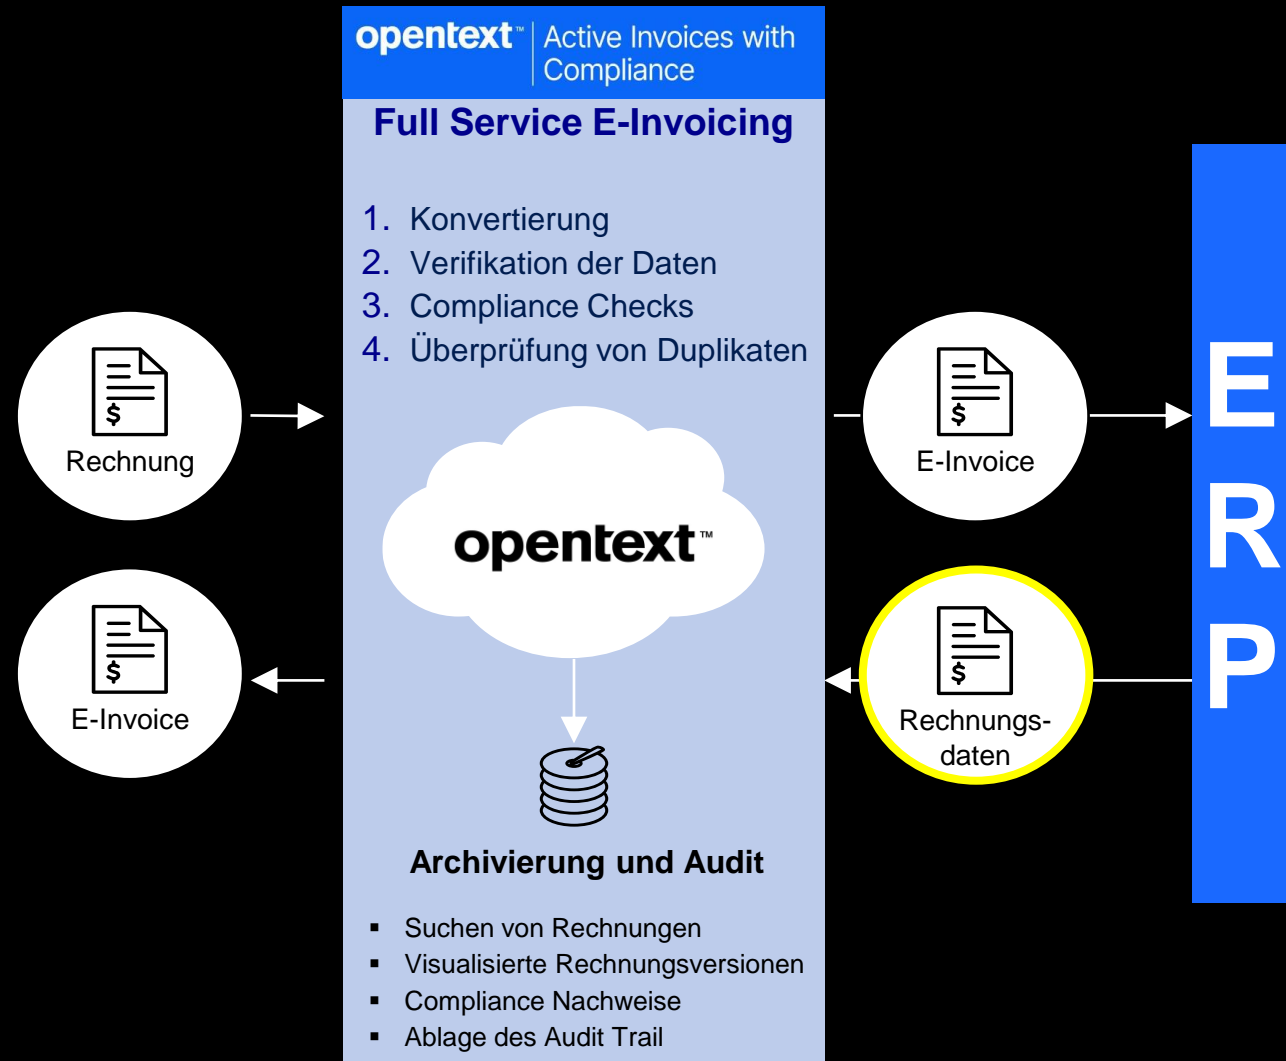 opentext™ Active Invoices with
Compliance
Full Service E-Invoicing
1. Konvertierung
2. Verifikation der Daten
3. Compliance Checks
4. Überprüfung von Duplikaten
$
Rechnung
$
E-Invoice
opentext™
$
E-Invoice
$
Rechnungs-
daten
E
R
P
Archivierung und Audit
▪ Suchen von Rechnungen
▪ Visualisierte Rechnungsversionen
▪ Compliance Nachweise
▪ Ablage des Audit Trail